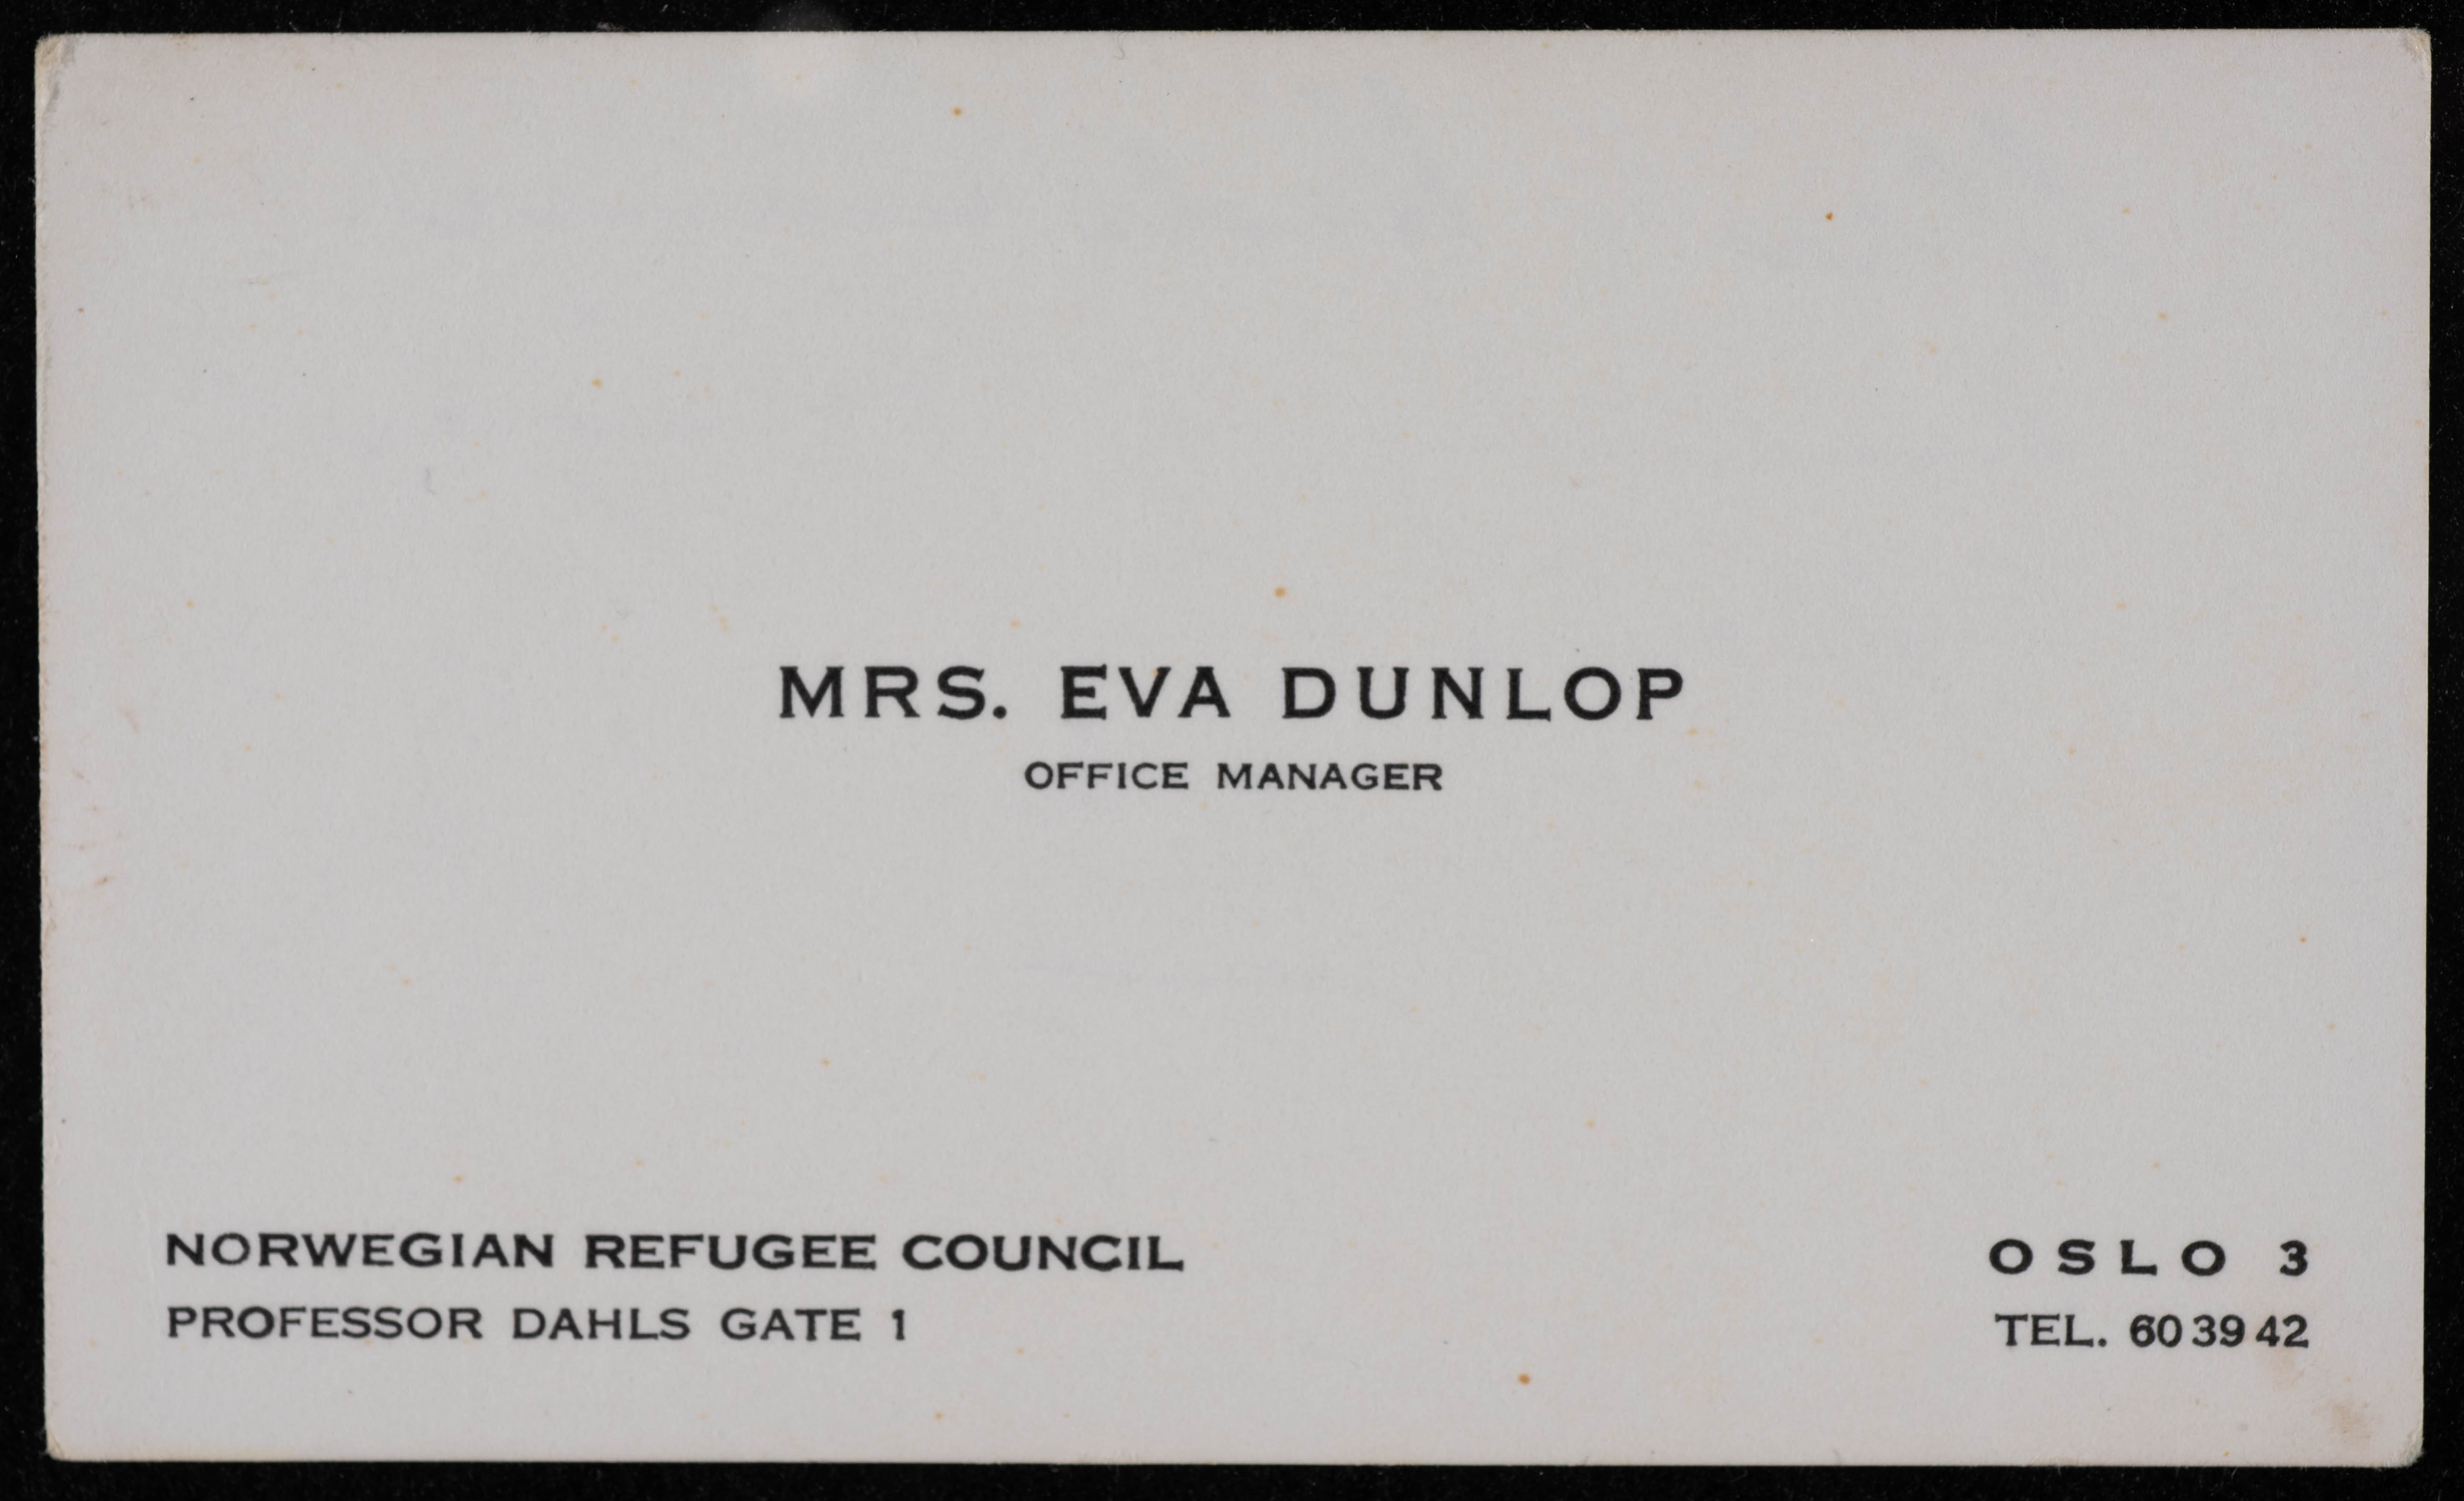 MRS. EVA DUNLOP
OFFICE MANAGER
NORWEGIAN REFUGEE COUNCIL
PROFESSOR DAHLS GATE 1
OSLO 3
TEL. 60 39 42